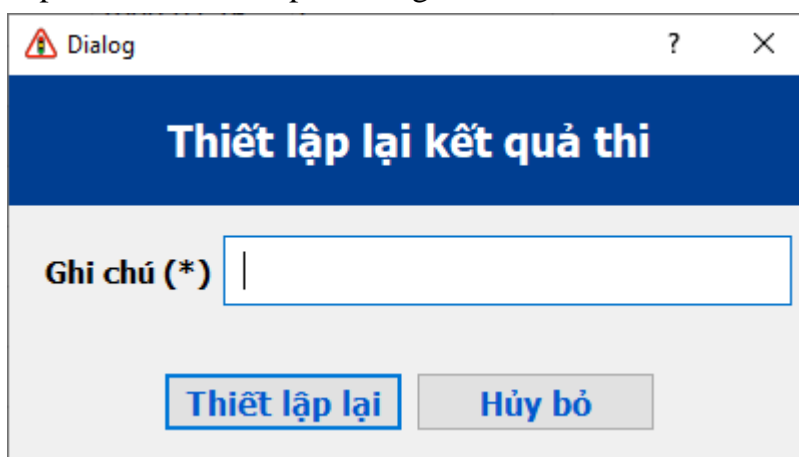 Dialog ? ×
Thiết lập lại kết quả thi
Ghi chú (*)
Thiết lập lại Hủy bỏ